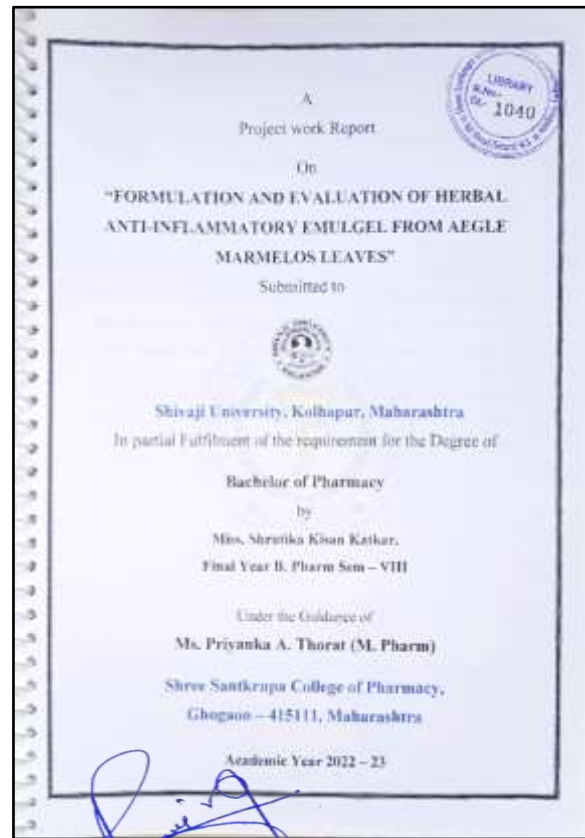 LIBRARY
R.No.-
1040
A
Project work Report
On
"FORMULATION AND EVALUATION OF HERBAL
ANTI-INFLAMMATORY EMULGEL FROM AEGLE
MARMELOS LEAVES"
Submitted to
Shivaji University, Kolhapur, Maharashtra
In partial Fulfilment of the requirement for the Degree of
Bachelor of Pharmacy
by
Miss. Shrutika Kisan Katkar.
Final Year B. Pharm Sem – VIII
Under the Guidance of
Ms. Priyanka A. Thorat (M. Pharm)
Shree Santkrupa College of Pharmacy,
Ghogaon – 415111, Maharashtra
Academic Year 2022 – 23